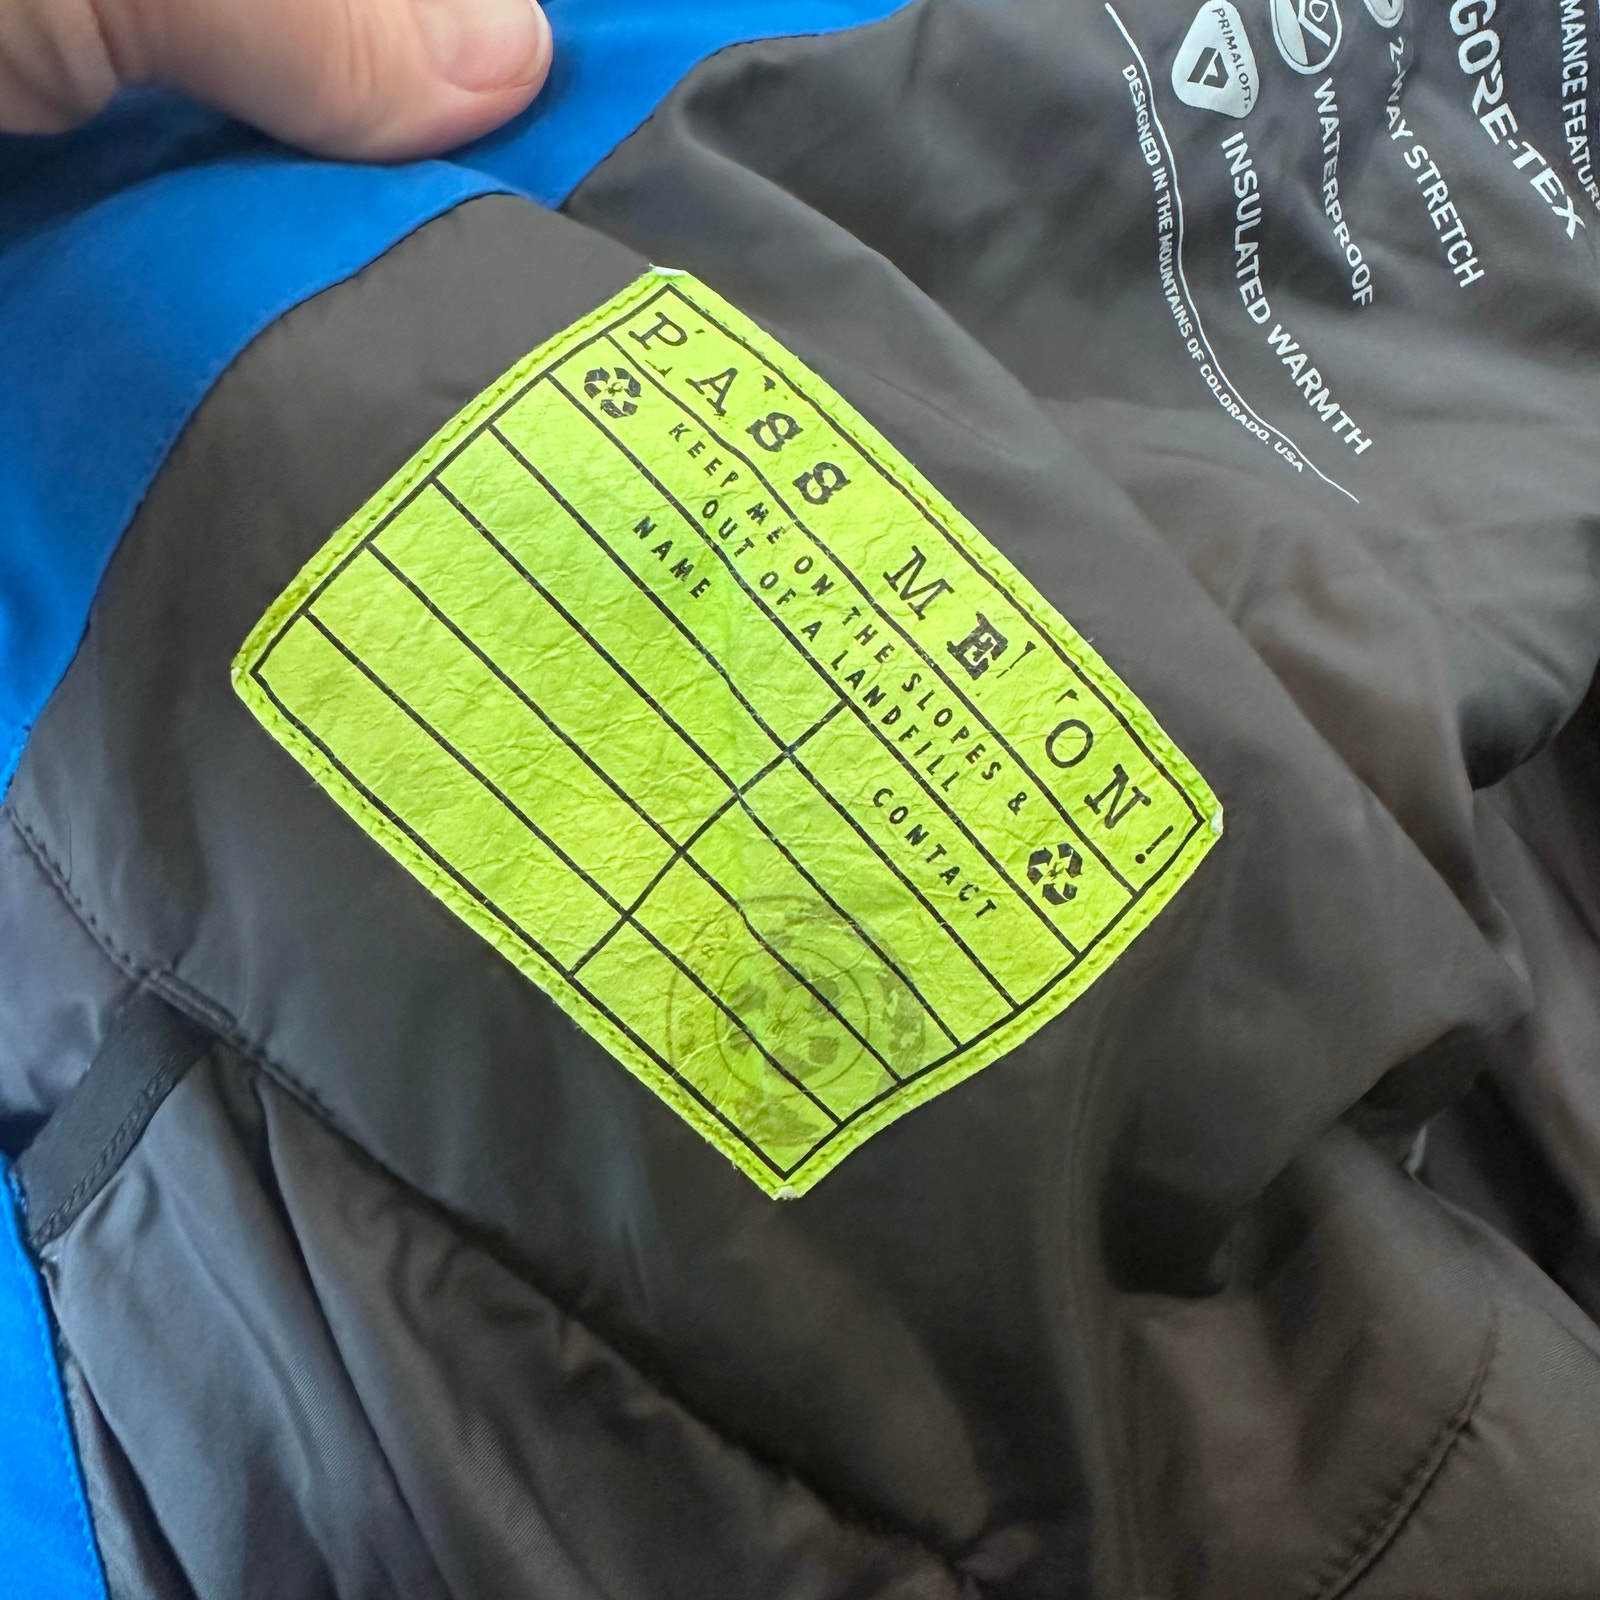 PASS ME ON!
KEEP ME ON THE SLOPES &
OUT OF A LANDFILL
NAME
CONTACT
GORE-TEX
2-WAY STRETCH
WATERPROOF
PRIMALOFT
INSULATED WARMTH
DESIGNED IN THE MOUNTAINS OF COLORADO, USA